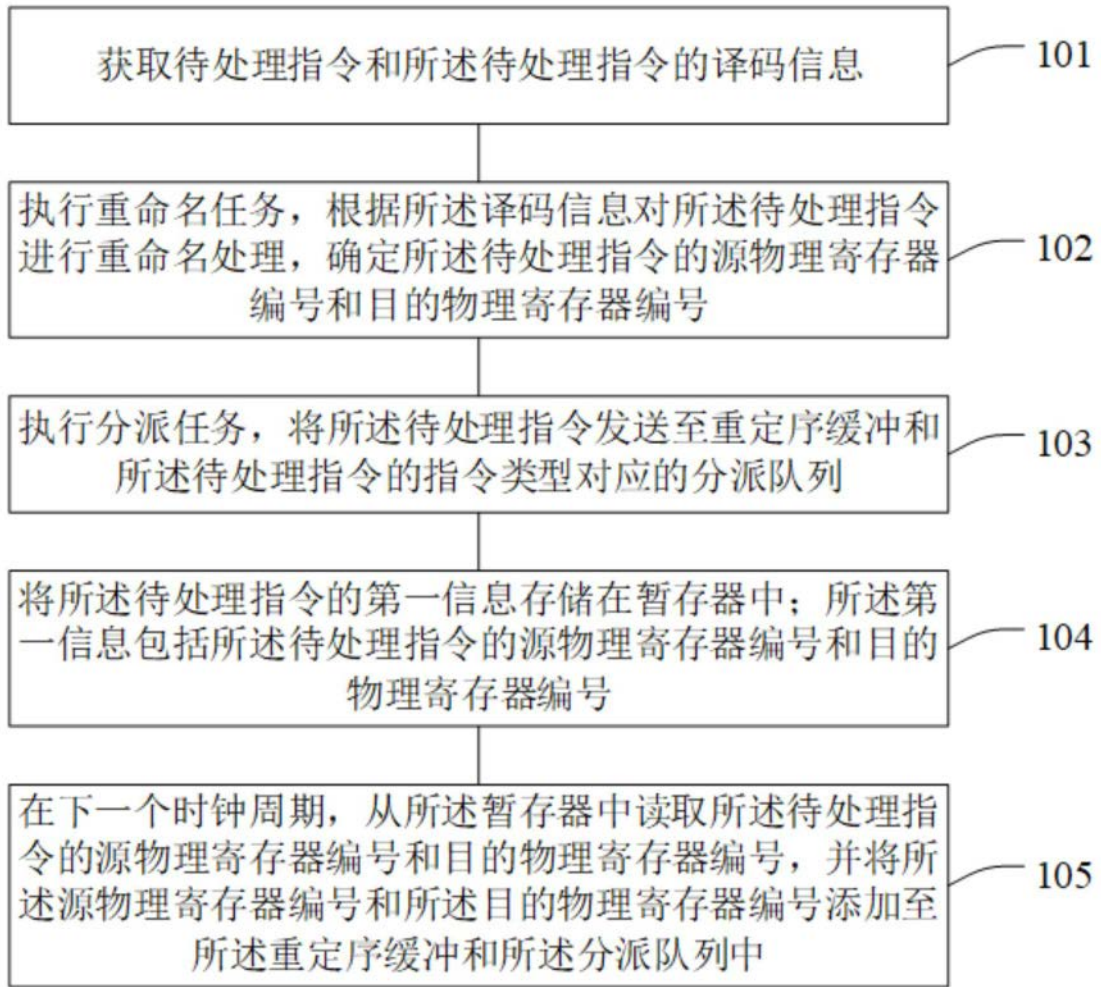 获取待处理指令和所述待处理指令的译码信息
101
执行重命名任务，根据所述译码信息对所述待处理指令
进行重命名处理，确定所述待处理指令的源物理寄存器
编号和目的物理寄存器编号
102
执行分派任务，将所述待处理指令发送至重定序缓冲和
所述待处理指令的指令类型对应的分派队列
103
将所述待处理指令的第一信息存储在暂存器中；所述第
一信息包括所述待处理指令的源物理寄存器编号和目的
物理寄存器编号
104
在下一个时钟周期，从所述暂存器中读取所述待处理指
令的源物理寄存器编号和目的物理寄存器编号，并将所
述源物理寄存器编号和所述目的物理寄存器编号添加至
所述重定序缓冲和所述分派队列中
105